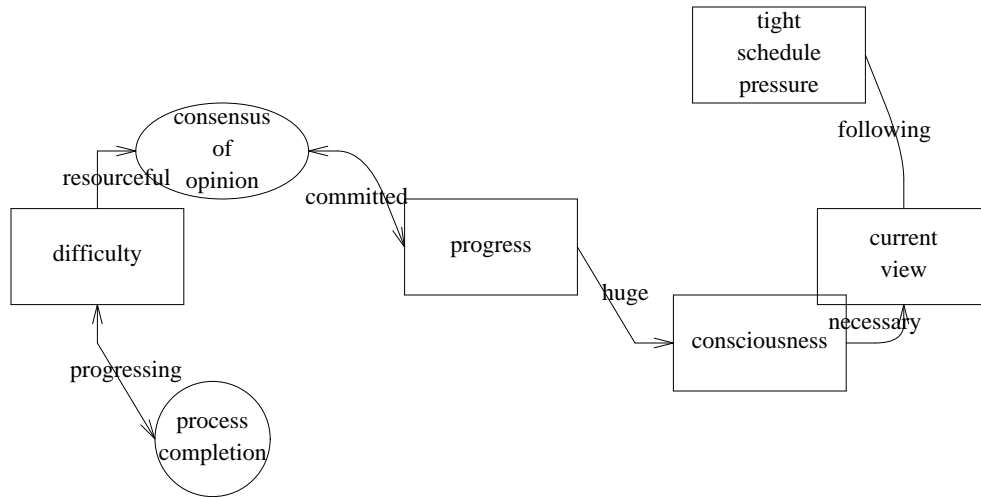 tight
schedule
pressure
consensus
of
opinion
following
resourceful
committed
difficulty
progress
current
view
huge
necessary
consciousness
progressing
process
completion